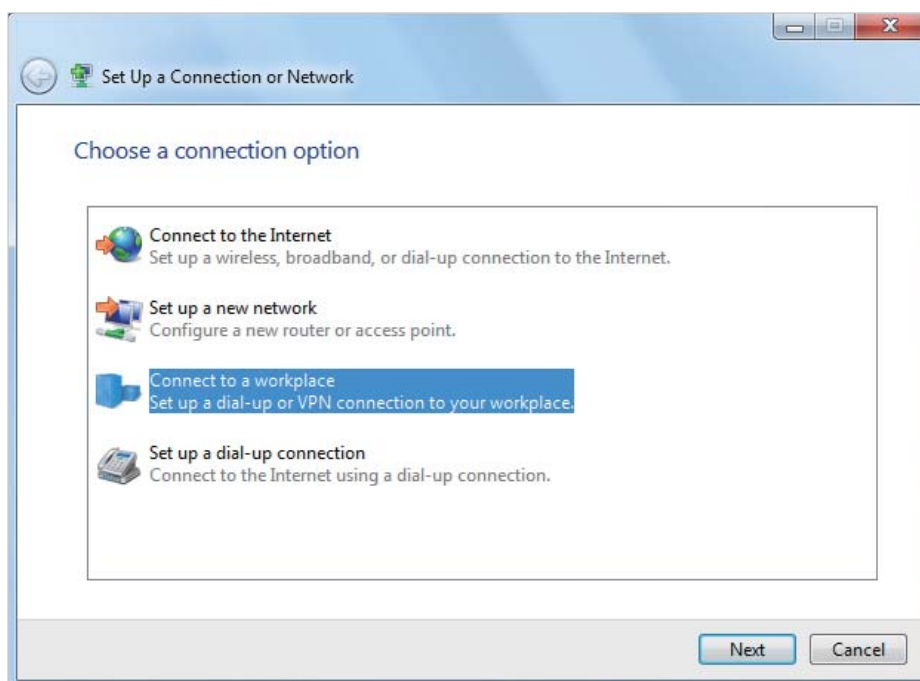 Set Up a Connection or Network
Choose a connection option
Connect to the Internet
Set up a wireless, broadband, or dial-up connection to the Internet.
Set up a new network
Configure a new router or access point.
Connect to a workplace
Set up a dial-up or VPN connection to your workplace.
Set up a dial-up connection
Connect to the Internet using a dial-up connection.
Next Cancel